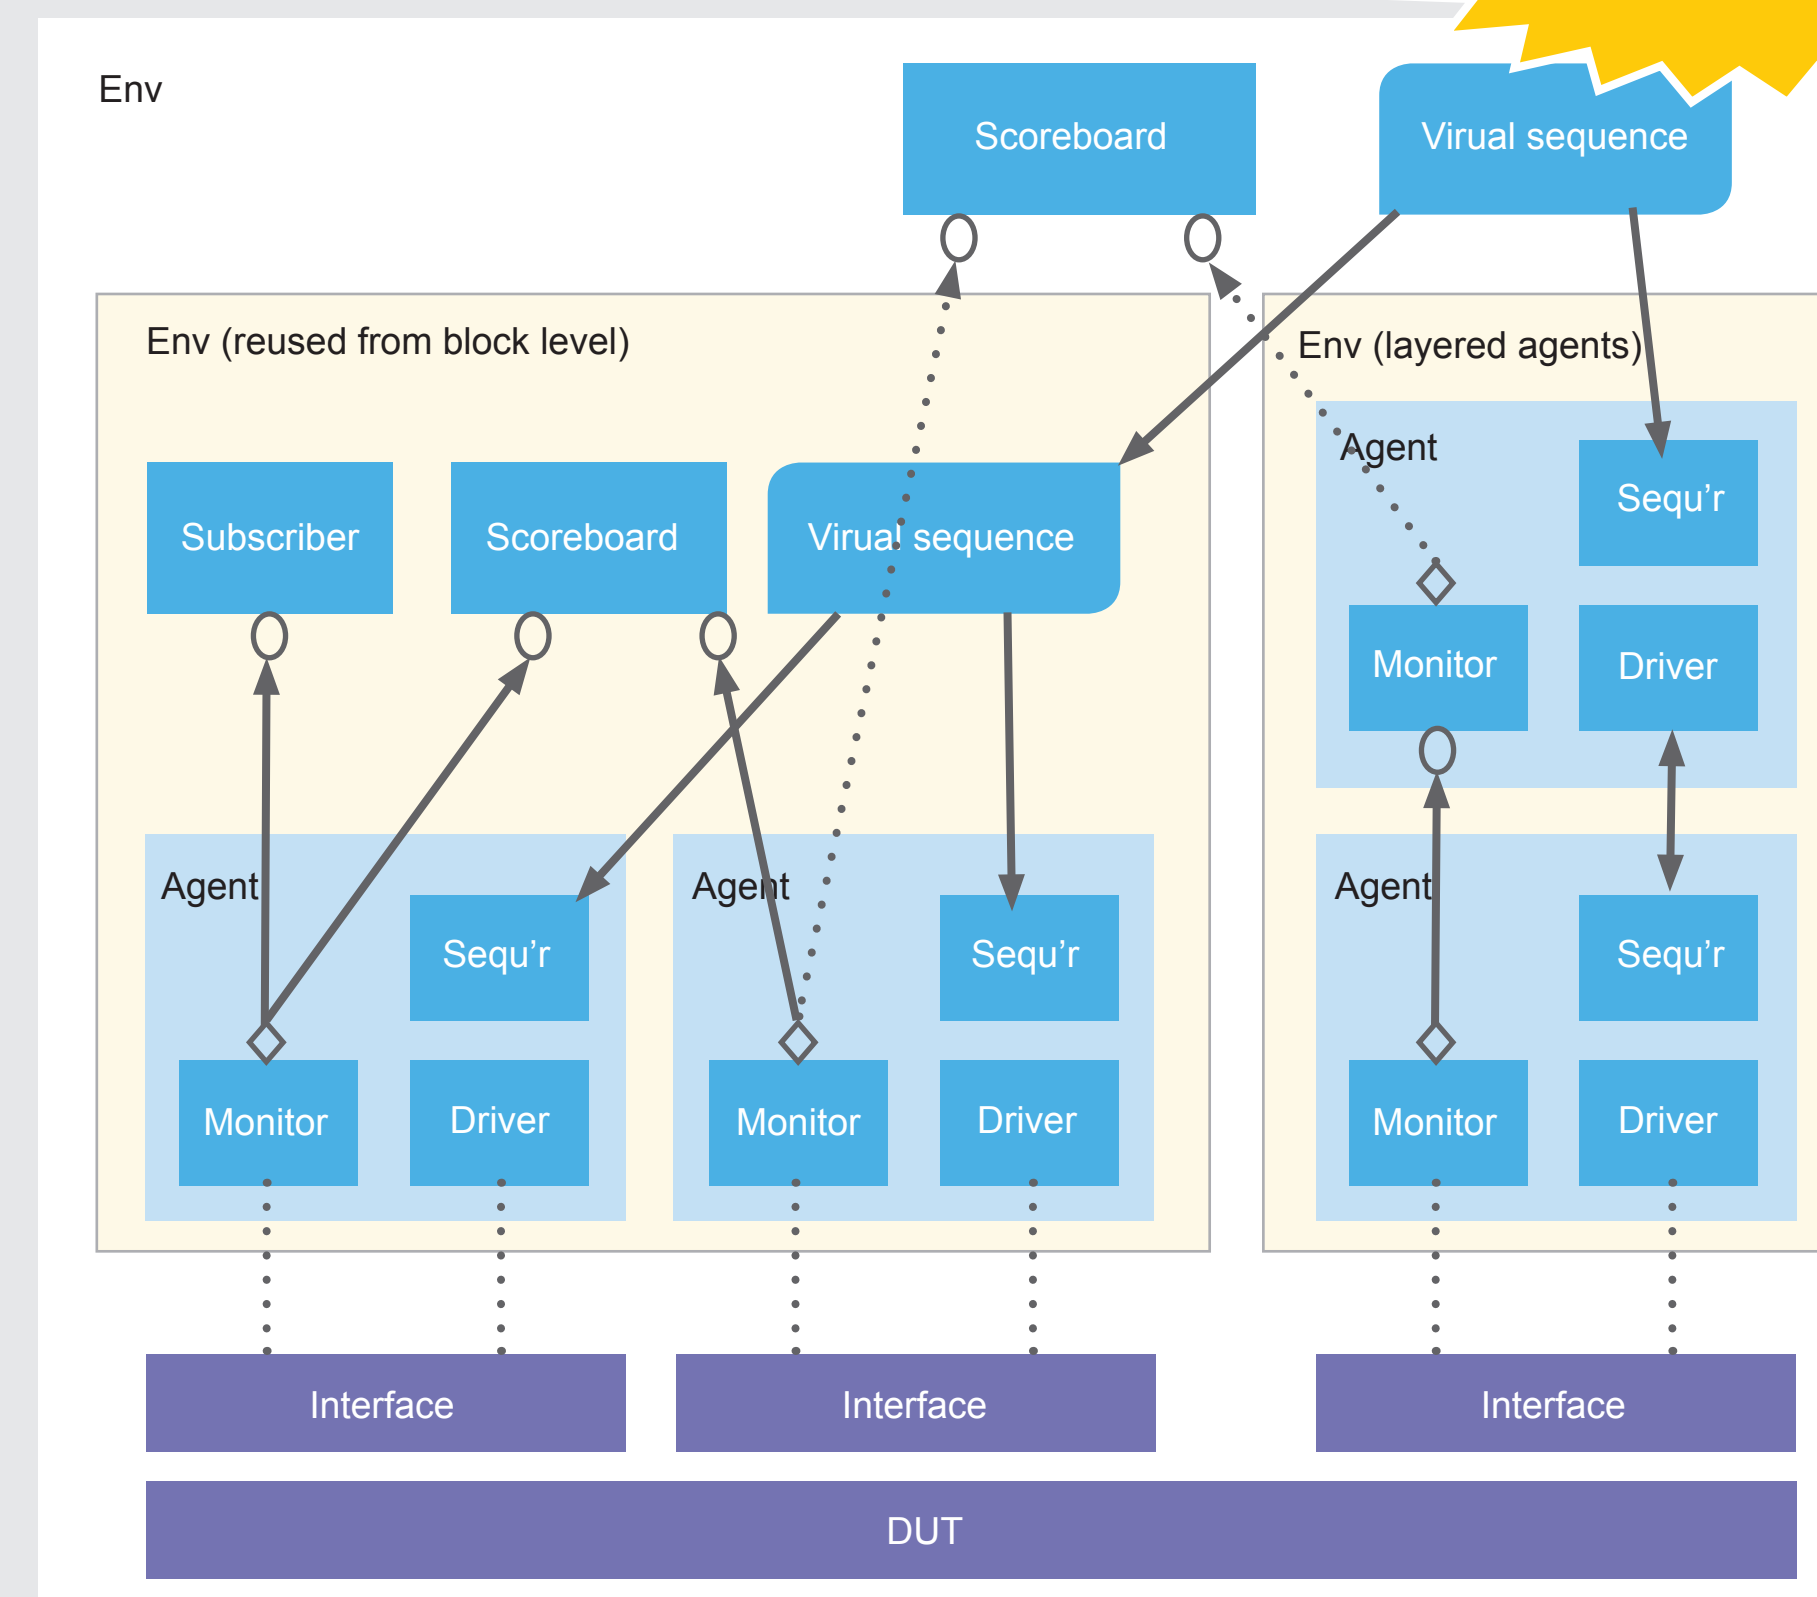 Env
Scoreboard
Virual sequence
Env (reused from block level)
Env (layered agents)
Agent
Sequ’r
Subscriber
Scoreboard
Virual sequence
Monitor
Driver
Agent
Sequ’r
Agent
Sequ’r
Agent
Sequ’r
Monitor
Driver
Monitor
Driver
Monitor
Driver
Interface
Interface
Interface
DUT